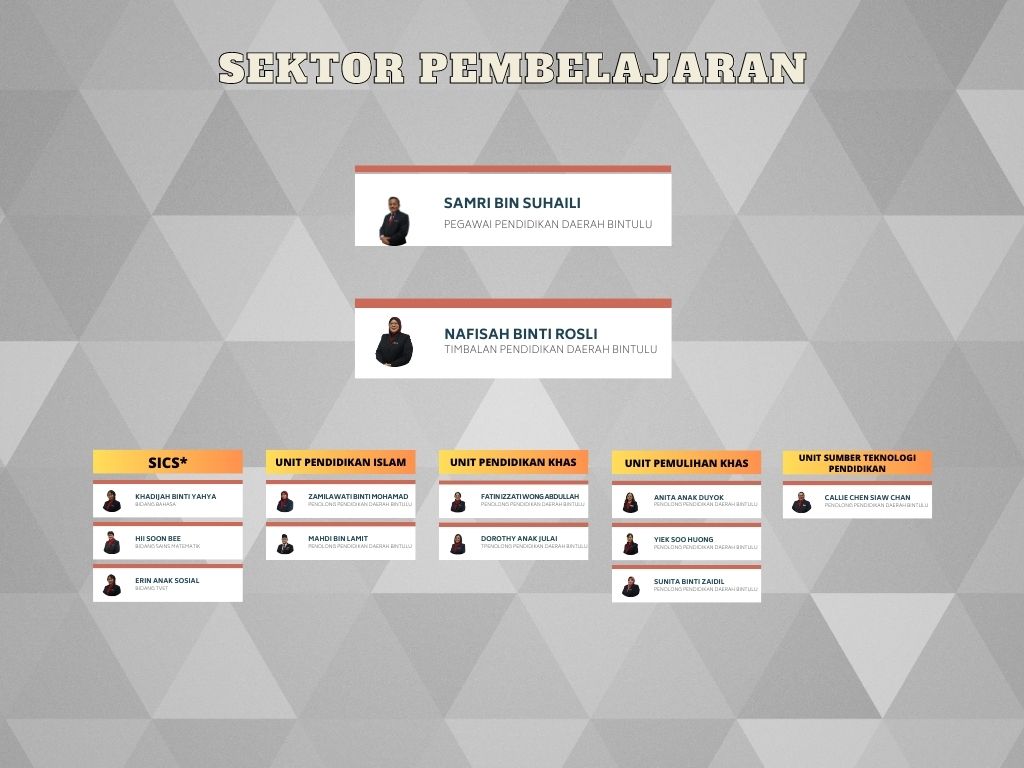 SEKTOR PEMBELAJARAN
SAMRI BIN SUHAILI
PEGAWAI PENDIDIKAN DAERAH BINTULU
NAFISAH BINTI ROSLI
TIMBALAN PENDIDIKAN DAERAH BINTULU
SICS*
KHADIJAH BINTI YAHYA
BIDANG BAHASA
HII SOON BEE
BIDANG SAINS MATEMATIK
ERIN ANAK SOSIAL
BIDANG TVET
UNIT PENDIDIKAN ISLAM
ZAMILAWATI BINTI MOHAMAD
PENOLONG PENDIDIKAN DAERAH BINTULU
MAHDI BIN LAMIT
TPENOLONG PENDIDIKAN DAERAH BINTULU
UNIT PENDIDIKAN KHAS
FATIN IZZATI WONG ABDULLAH
PENOLONG PENDIDIKAN DAERAH BINTULU
DOROTHY ANAK JULAI
TPENOLONG PENDIDIKAN DAERAH BINTULU
UNIT PEMULIHAN KHAS
ANITA ANAK DUYOK
PENOLONG PENDIDIKAN DAERAH BINTULU
YIEK SOO HUONG
PENOLONG PENDIDIKAN DAERAH BINTULU
SUNITA BINTI ZAIDIL
PENOLONG PENDIDIKAN DAERAH BINTULU
UNIT SUMBER TEKNOLOGI
PENDIDIKAN
CALLIE CHEN SIAW CHAN
PENOLONG PENDIDIKAN DAERAH BINTULU